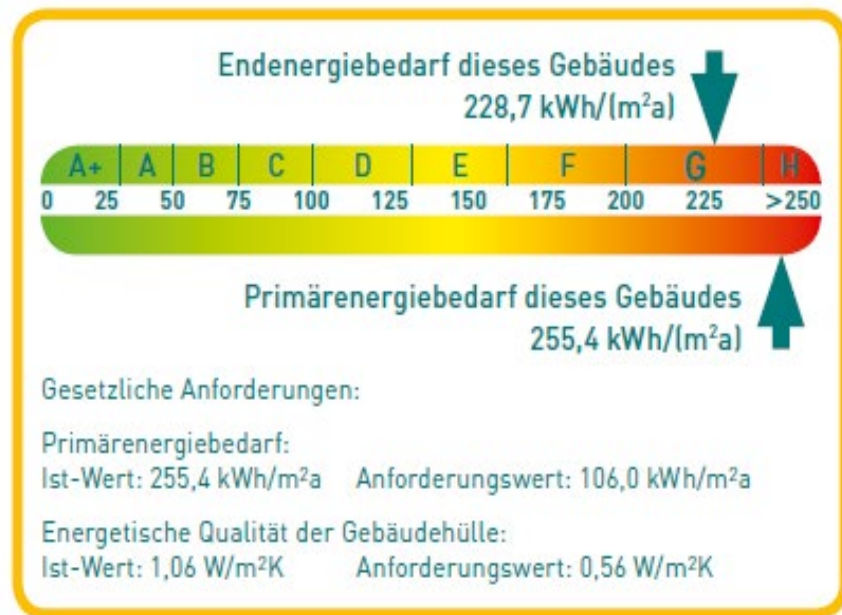 Endenergiebedarf dieses Gebäudes
228,7 kWh/(m²a)
A+ A B C D E F G H
0 25 50 75 100 125 150 175 200 225 >250
Primärenergiebedarf dieses Gebäudes
255,4 kWh/(m²a)
Gesetzliche Anforderungen:
Primärenergiebedarf:
Ist-Wert: 255,4 kWh/m²a Anforderungswert: 106,0 kWh/m²a
Energetische Qualität der Gebäudehülle:
Ist-Wert: 1,06 W/m²K Anforderungswert: 0,56 W/m²K